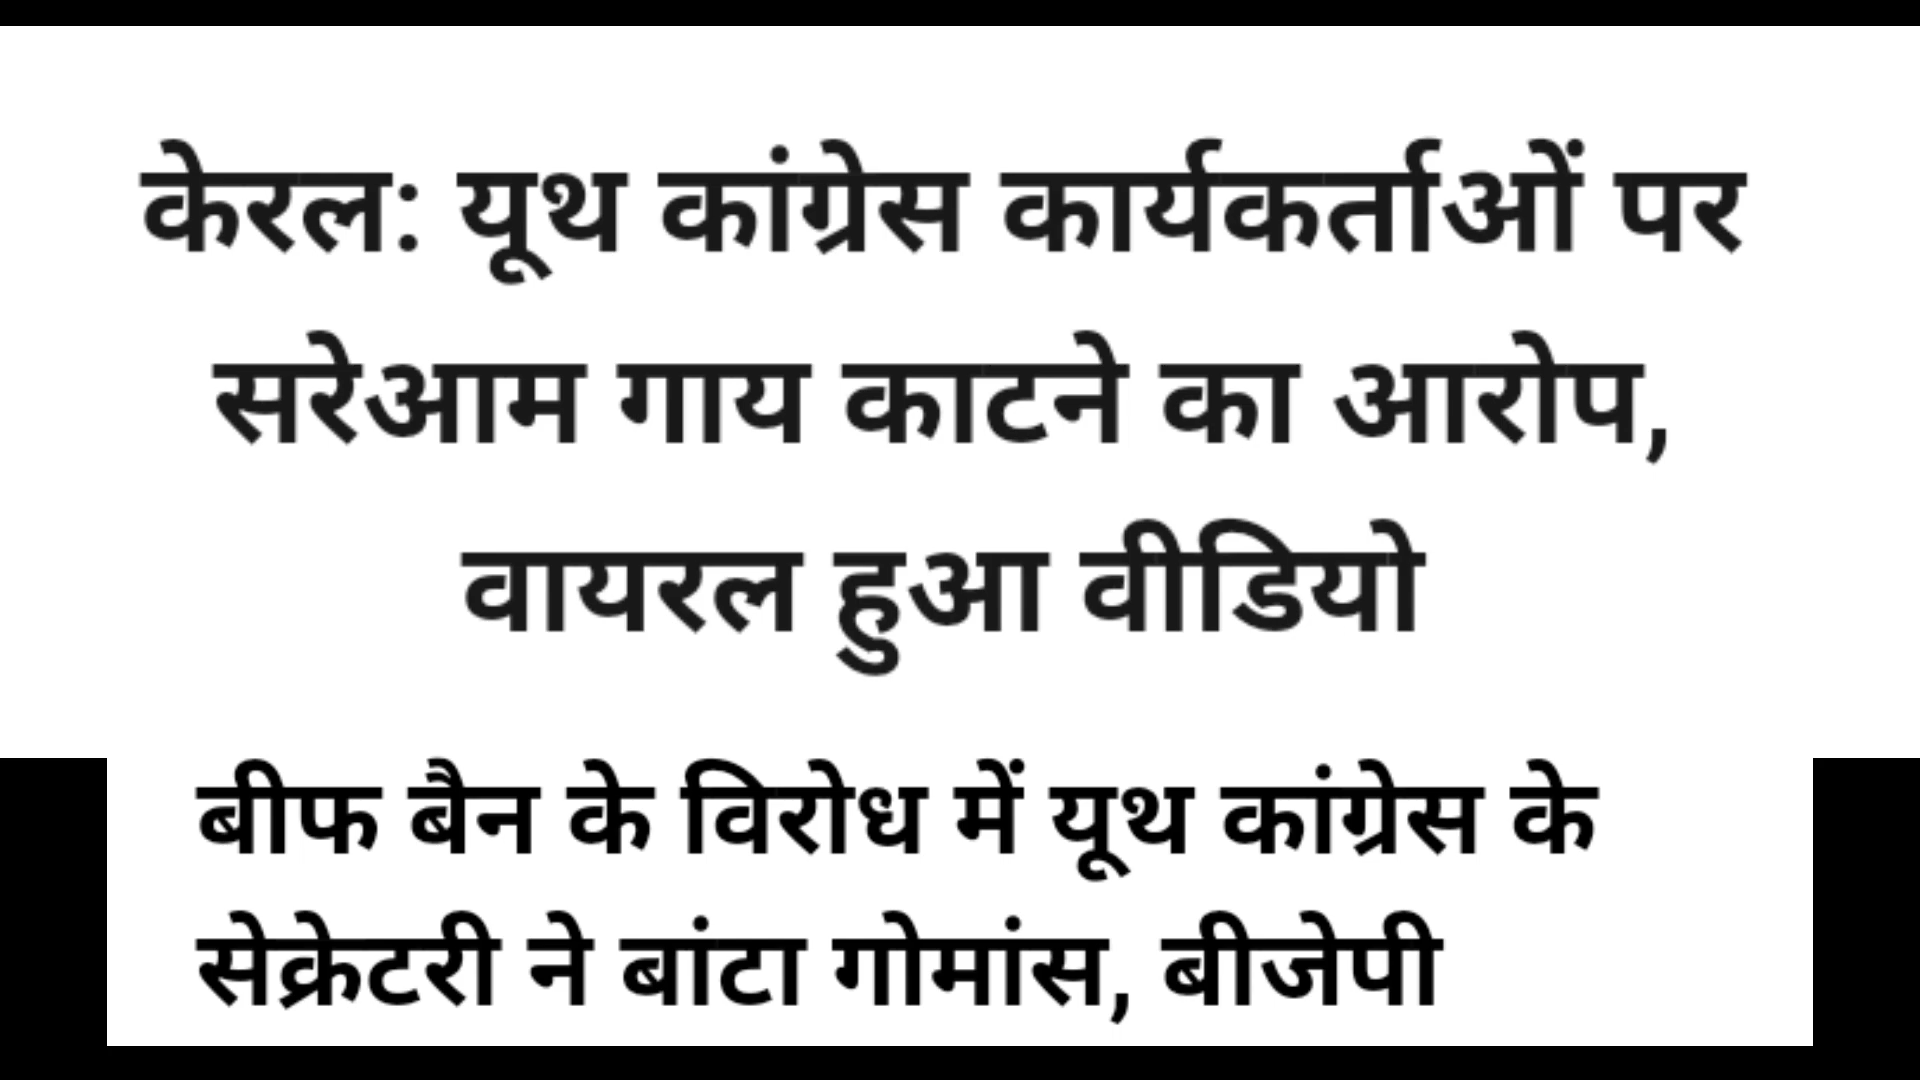 केरल: यूथ कांग्रेस कार्यकर्ताओं पर
सरेआम गाय काटने का आरोप,
वायरल हुआ वीडियो
बीफ बैन के विरोध में यूथ कांग्रेस के
सेक्रेटरी ने बांटा गोमांस, बीजेपी